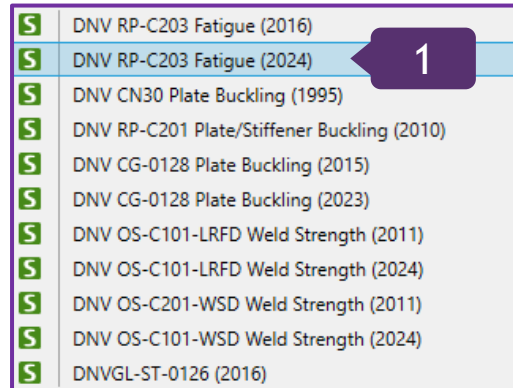 S DNV RP-C203 Fatigue (2016)
S DNV RP-C203 Fatigue (2024) 1
S DNV CN30 Plate Buckling (1995)
S DNV RP-C201 Plate/Stiffener Buckling (2010)
S DNV CG-0128 Plate Buckling (2015)
S DNV CG-0128 Plate Buckling (2023)
S DNV OS-C101-LRFD Weld Strength (2011)
S DNV OS-C101-LRFD Weld Strength (2024)
S DNV OS-C201-WSD Weld Strength (2011)
S DNV OS-C101-WSD Weld Strength (2024)
S DNVGL-ST-0126 (2016)